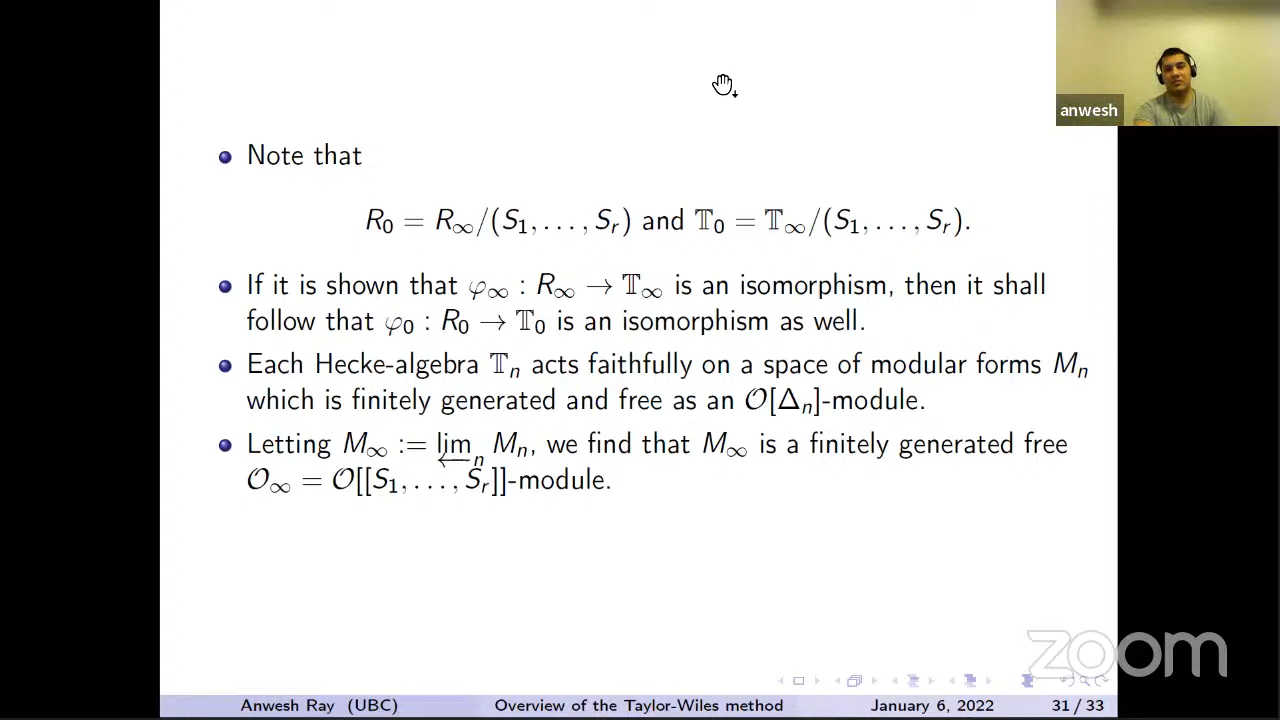 anwesh
Note that
R₀ = R∞/(S₁, . . . , Sᵣ) and 𝕋₀ = 𝕋∞/(S₁, . . . , Sᵣ).
If it is shown that φ∞ : R∞ → 𝕋∞ is an isomorphism, then it shall
follow that φ₀ : R₀ → 𝕋₀ is an isomorphism as well.
Each Hecke-algebra 𝕋ₙ acts faithfully on a space of modular forms Mₙ
which is finitely generated and free as an 𝒪[Δₙ]-module.
Letting M∞ := lim←ₙ Mₙ, we find that M∞ is a finitely generated free
𝒪∞ = 𝒪[[S₁, . . . , Sᵣ]]-module.
zoom
Anwesh Ray (UBC) Overview of the Taylor-Wiles method January 6, 2022 31 / 33